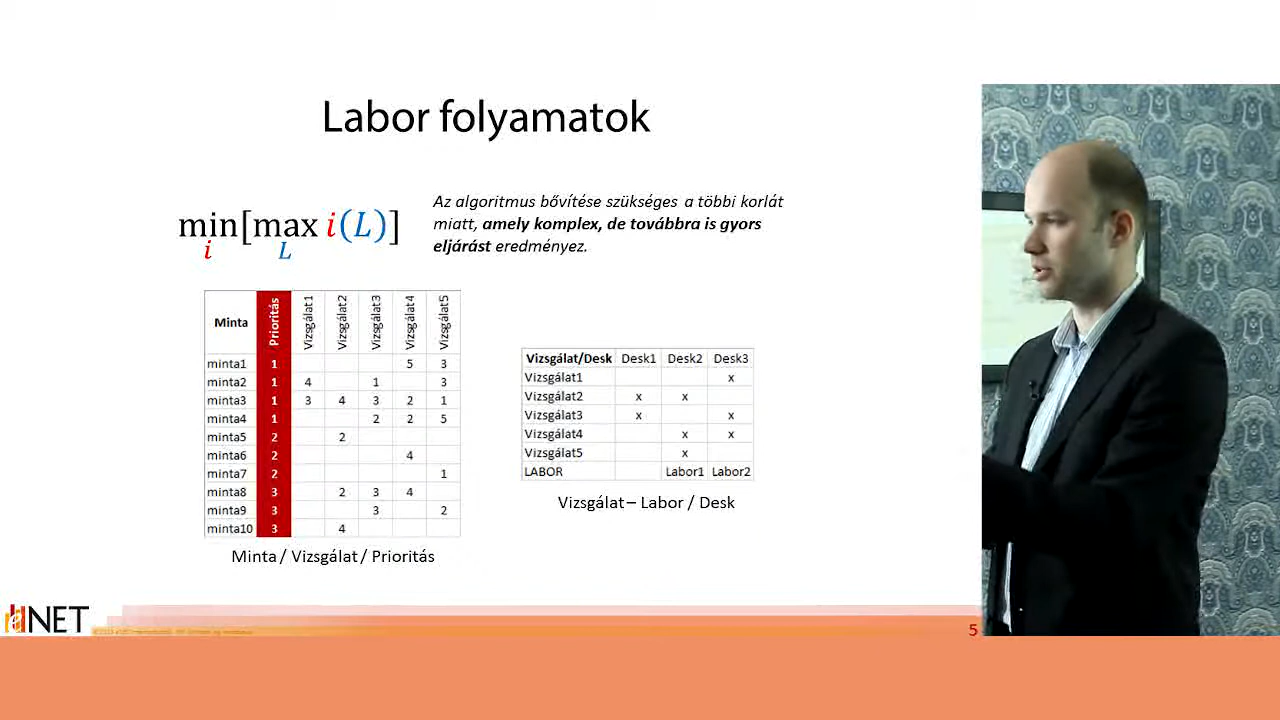 Labor folyamatok
min[max i(L)]
i L
Az algoritmus bővítése szükséges a többi korlát
miatt, amely komplex, de továbbra is gyors
eljárást eredményez.
Minta Prioritás Vizsgálat1 Vizsgálat2 Vizsgálat3 Vizsgálat4 Vizsgálat5
minta1 1 5 3
minta2 1 4 1 3
minta3 1 3 4 3 2 1
minta4 1 2 2 5
minta5 2 2
minta6 2 4
minta7 2 1
minta8 3 2 3 4
minta9 3 3 2
minta10 3 4
Minta / Vizsgálat / Prioritás
Vizsgálat/Desk Desk1 Desk2 Desk3
Vizsgálat1 x
Vizsgálat2 x x
Vizsgálat3 x x
Vizsgálat4 x x
Vizsgálat5 x
LABOR Labor1 Labor2
Vizsgálat – Labor / Desk
NET
5